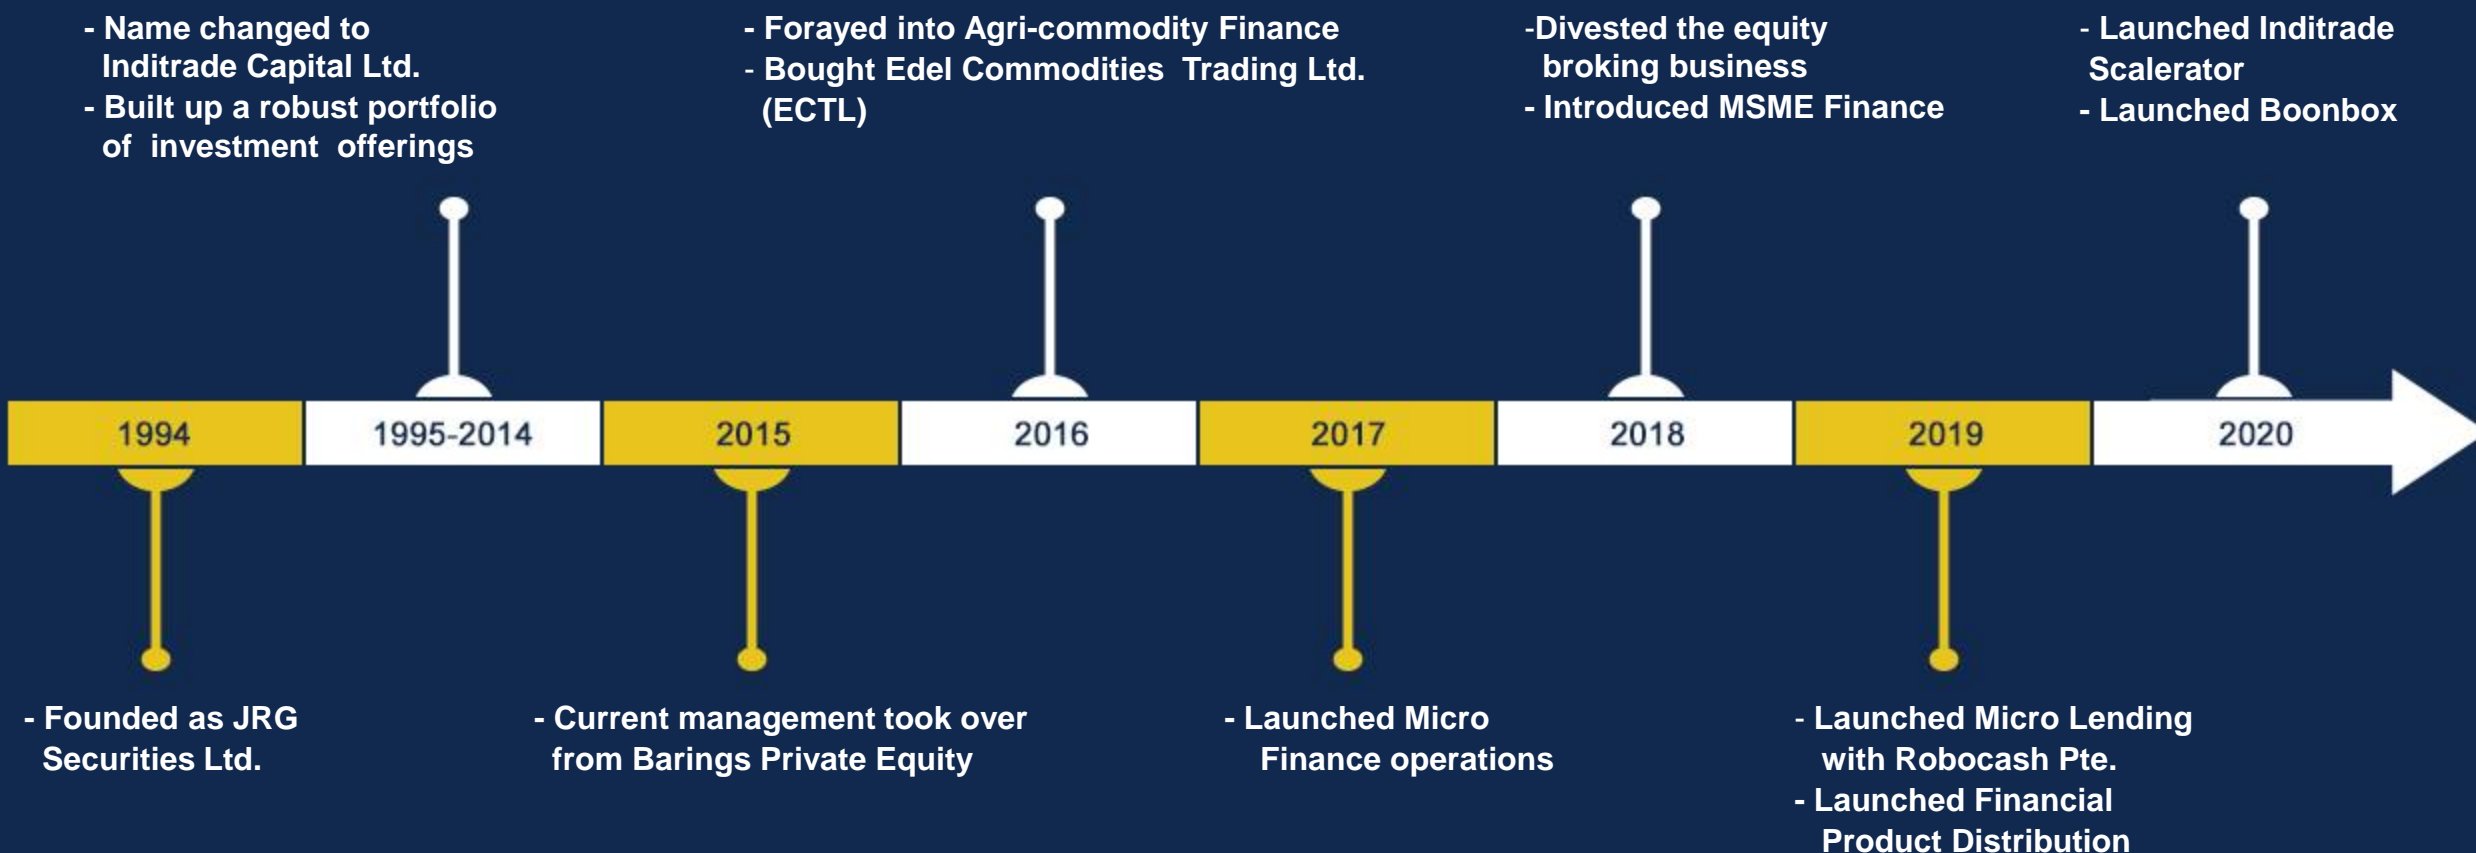 - Name changed to
Inditrade Capital Ltd.
- Built up a robust portfolio
of investment offerings
- Forayed into Agri-commodity Finance
- Bought Edel Commodities Trading Ltd.
(ECTL)
-Divested the equity
broking business
- Introduced MSME Finance
- Launched Inditrade
Scalerator
- Launched Boonbox
1994
1995-2014
2015
2016
2017
2018
2019
2020
- Founded as JRG
Securities Ltd.
- Current management took over
from Barings Private Equity
- Launched Micro
Finance operations
- Launched Micro Lending
with Robocash Pte.
- Launched Financial
Product Distribution